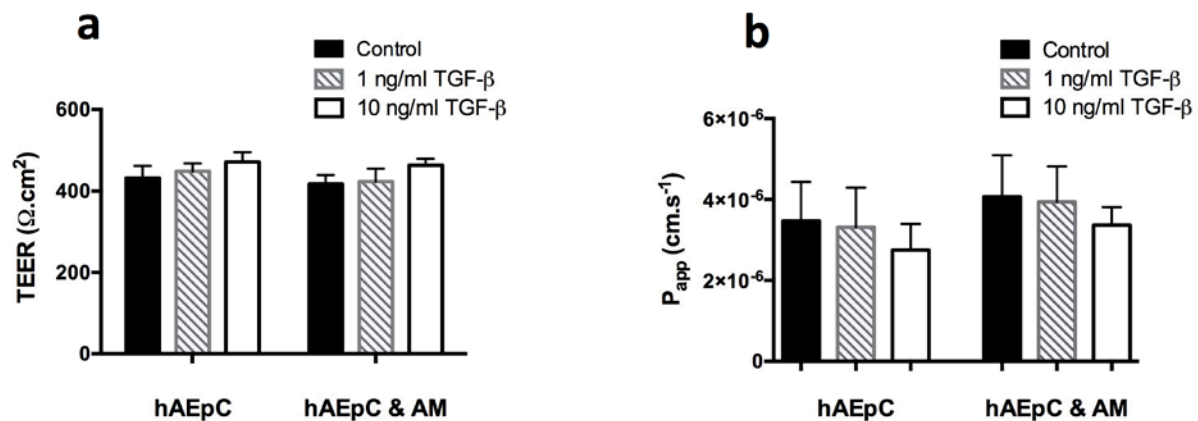 a
Control
1 ng/ml TGF-β
10 ng/ml TGF-β
600
400
200
0
TEER (Ω.cm²)
hAEpC
hAEpC & AM
b
Control
1 ng/ml TGF-β
10 ng/ml TGF-β
6×10⁻⁶
4×10⁻⁶
2×10⁻⁶
0
Papp (cm.s⁻¹)
hAEpC
hAEpC & AM